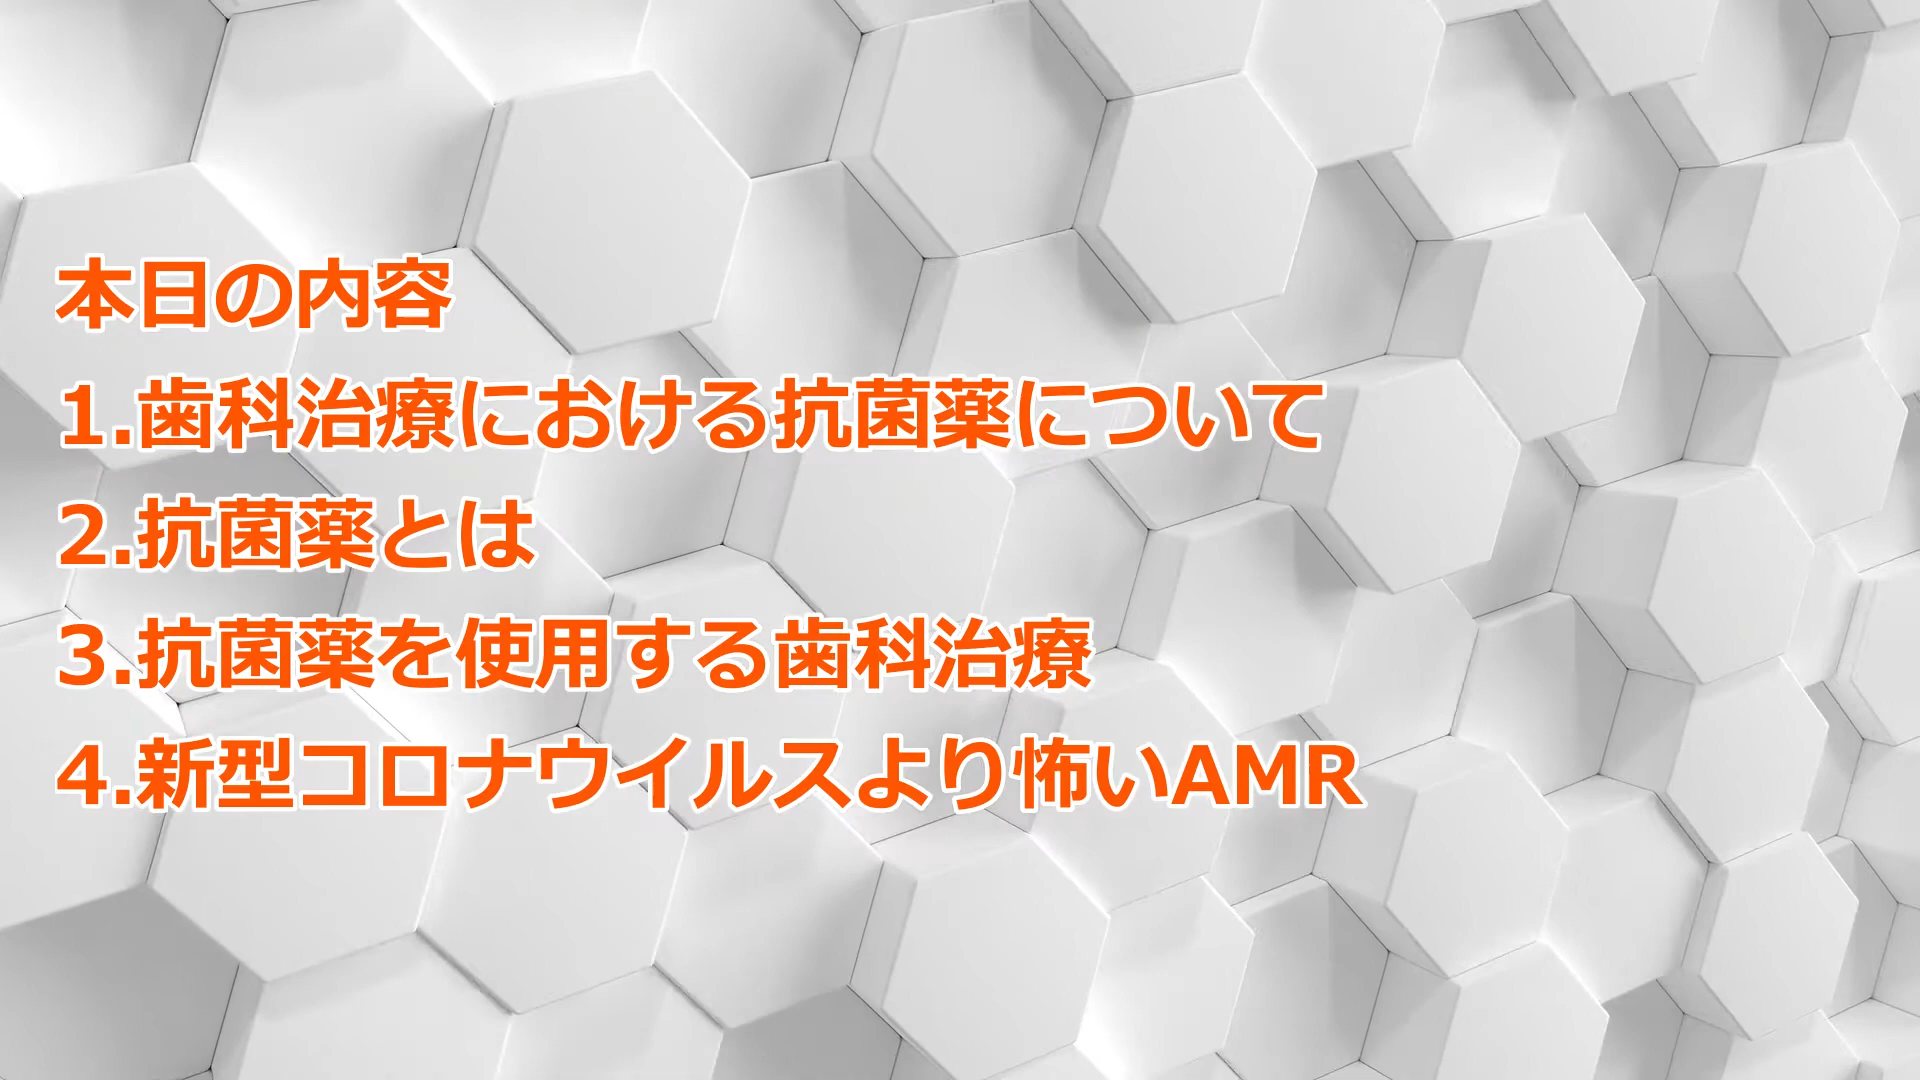 本日の内容
1.歯科治療における抗菌薬について
2.抗菌薬とは
3.抗菌薬を使用する歯科治療
4.新型コロナウイルスより怖いAMR